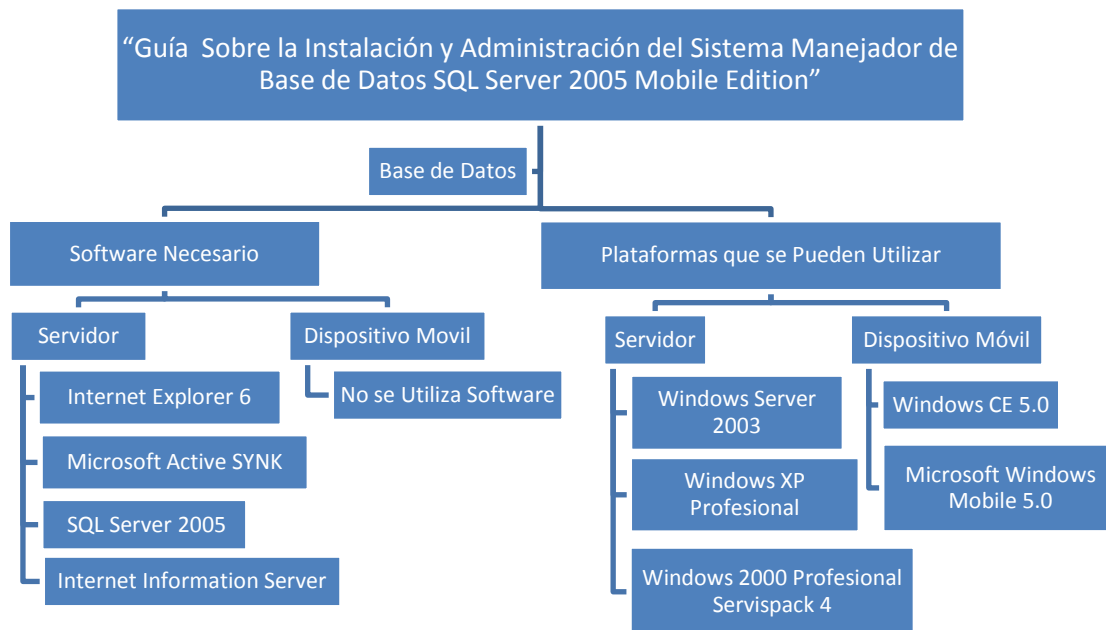 “Guía Sobre la Instalación y Administración del Sistema Manejador de
Base de Datos SQL Server 2005 Mobile Edition”
Base de Datos
Software Necesario
Plataformas que se Pueden Utilizar
Servidor
Dispositivo Movil
Servidor
Dispositivo Móvil
Internet Explorer 6
Microsoft Active SYNK
SQL Server 2005
Internet Information Server
No se Utiliza Software
Windows Server
2003
Windows XP
Profesional
Windows 2000 Profesional
Servispack 4
Windows CE 5.0
Microsoft Windows
Mobile 5.0